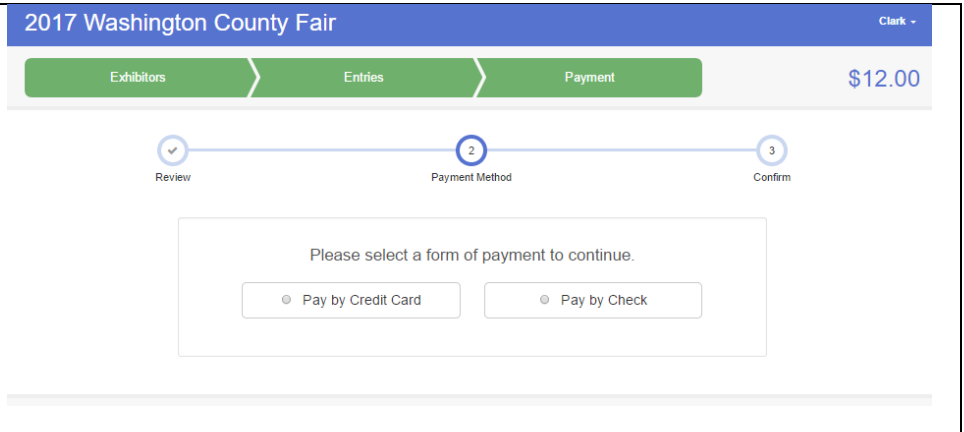 2017 Washington County Fair Clark
Exhibitors Entries Payment $12.00
2 3
Review Payment Method Confirm
Please select a form of payment to continue.
Pay by Credit Card Pay by Check